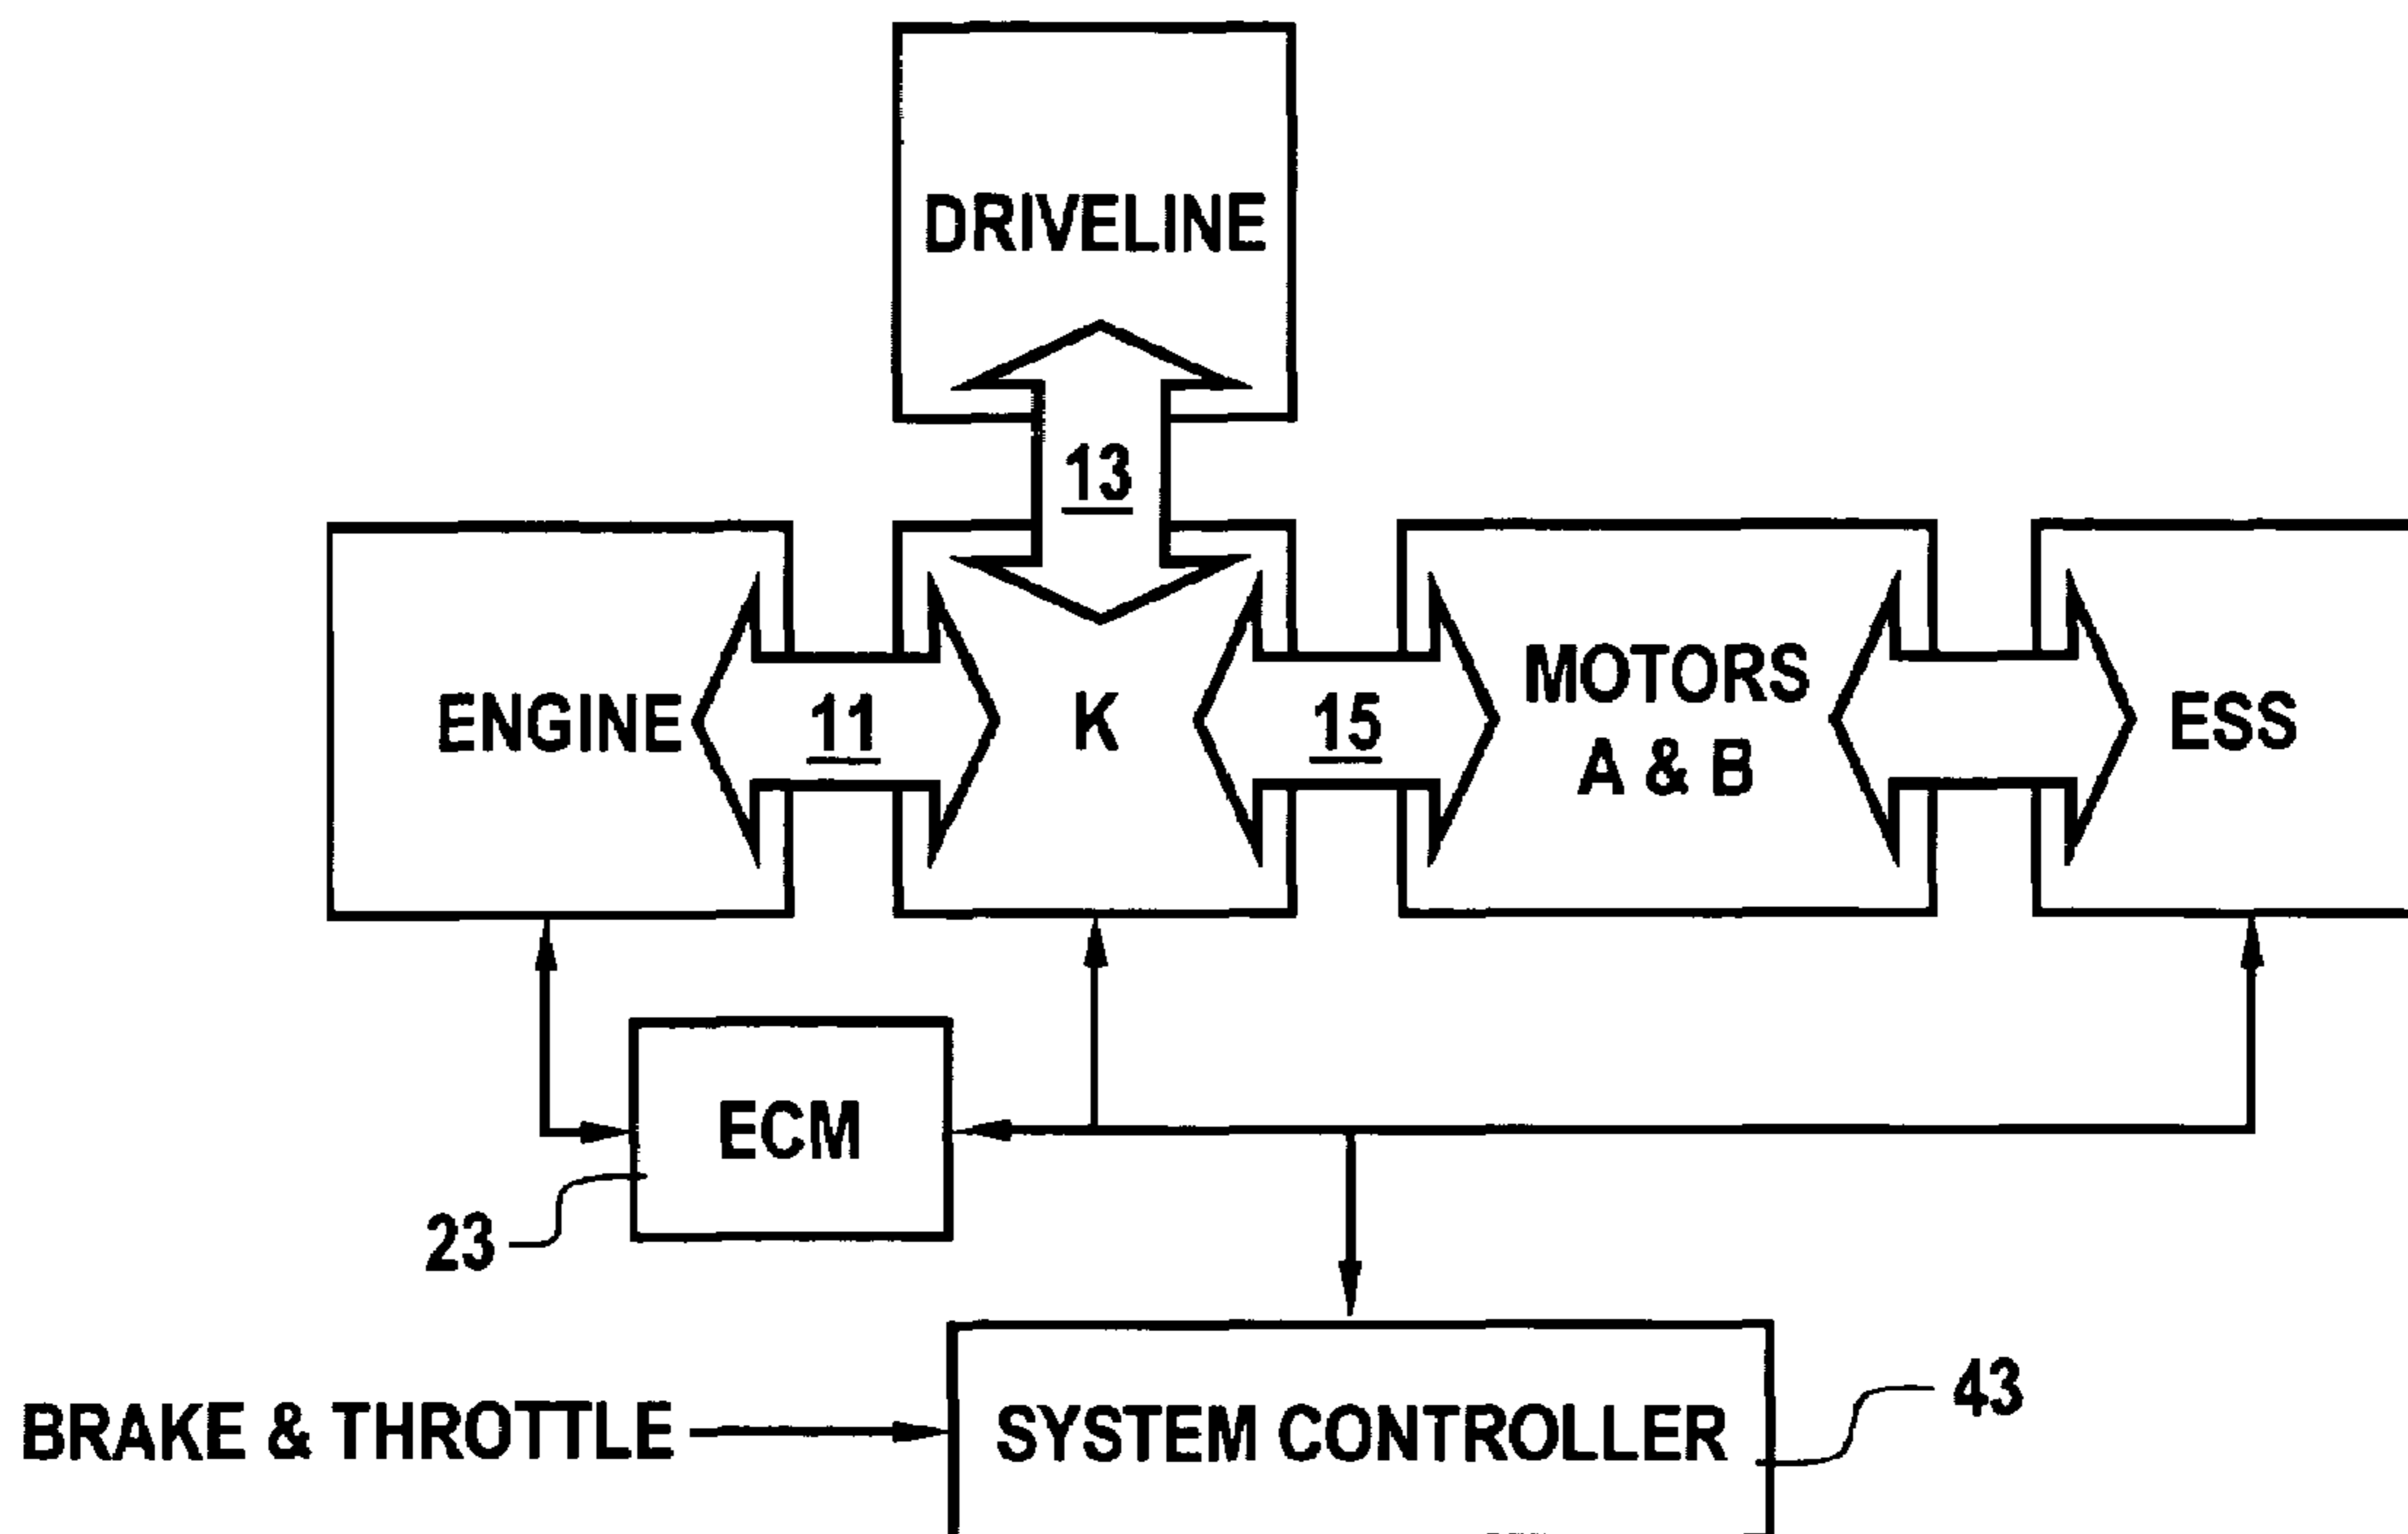 DRIVELINE
13
ENGINE
11
K
15
MOTORS
A & B
ESS
ECM
23
BRAKE & THROTTLE
SYSTEM CONTROLLER
43